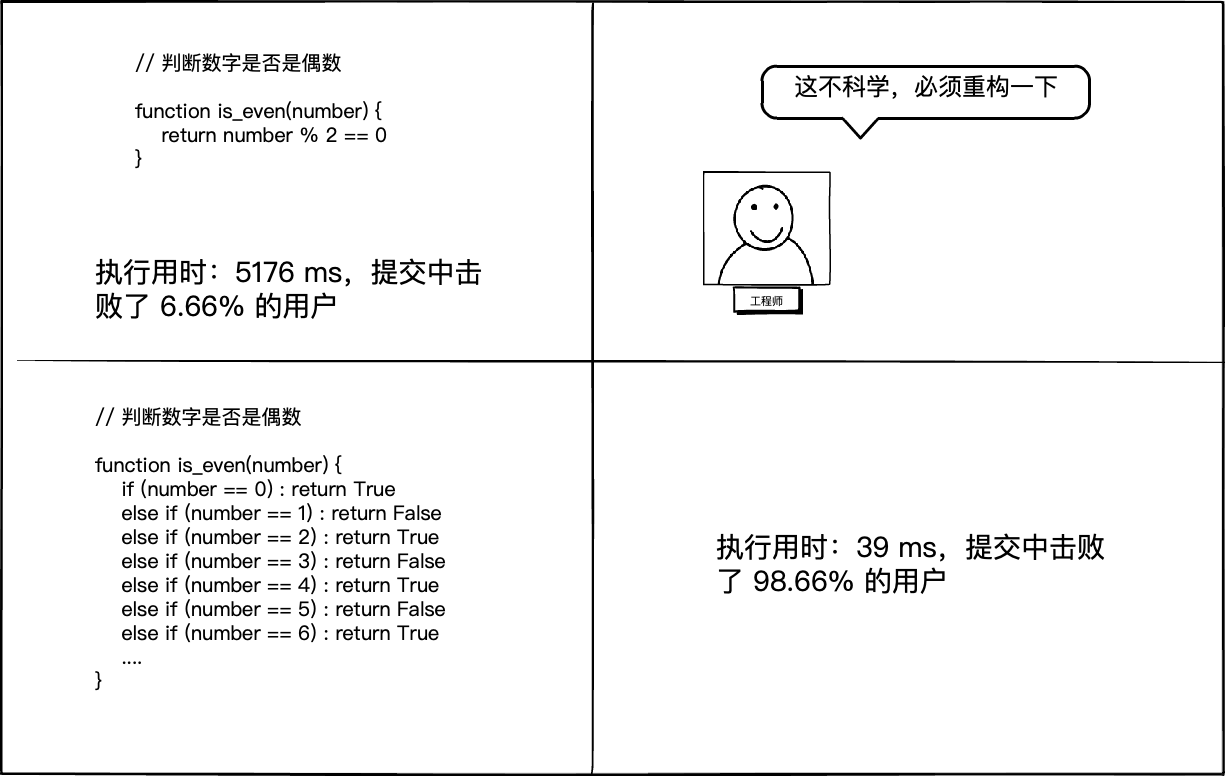 // 判断数字是否是偶数
function is_even(number) {
return number % 2 == 0
}
执行用时：5176 ms，提交中击
败了 6.66% 的用户
这不科学，必须重构一下
工程师
// 判断数字是否是偶数
function is_even(number) {
if (number == 0) : return True
else if (number == 1) : return False
else if (number == 2) : return True
else if (number == 3) : return False
else if (number == 4) : return True
else if (number == 5) : return False
else if (number == 6) : return True
....
}
执行用时：39 ms，提交中击败
了 98.66% 的用户